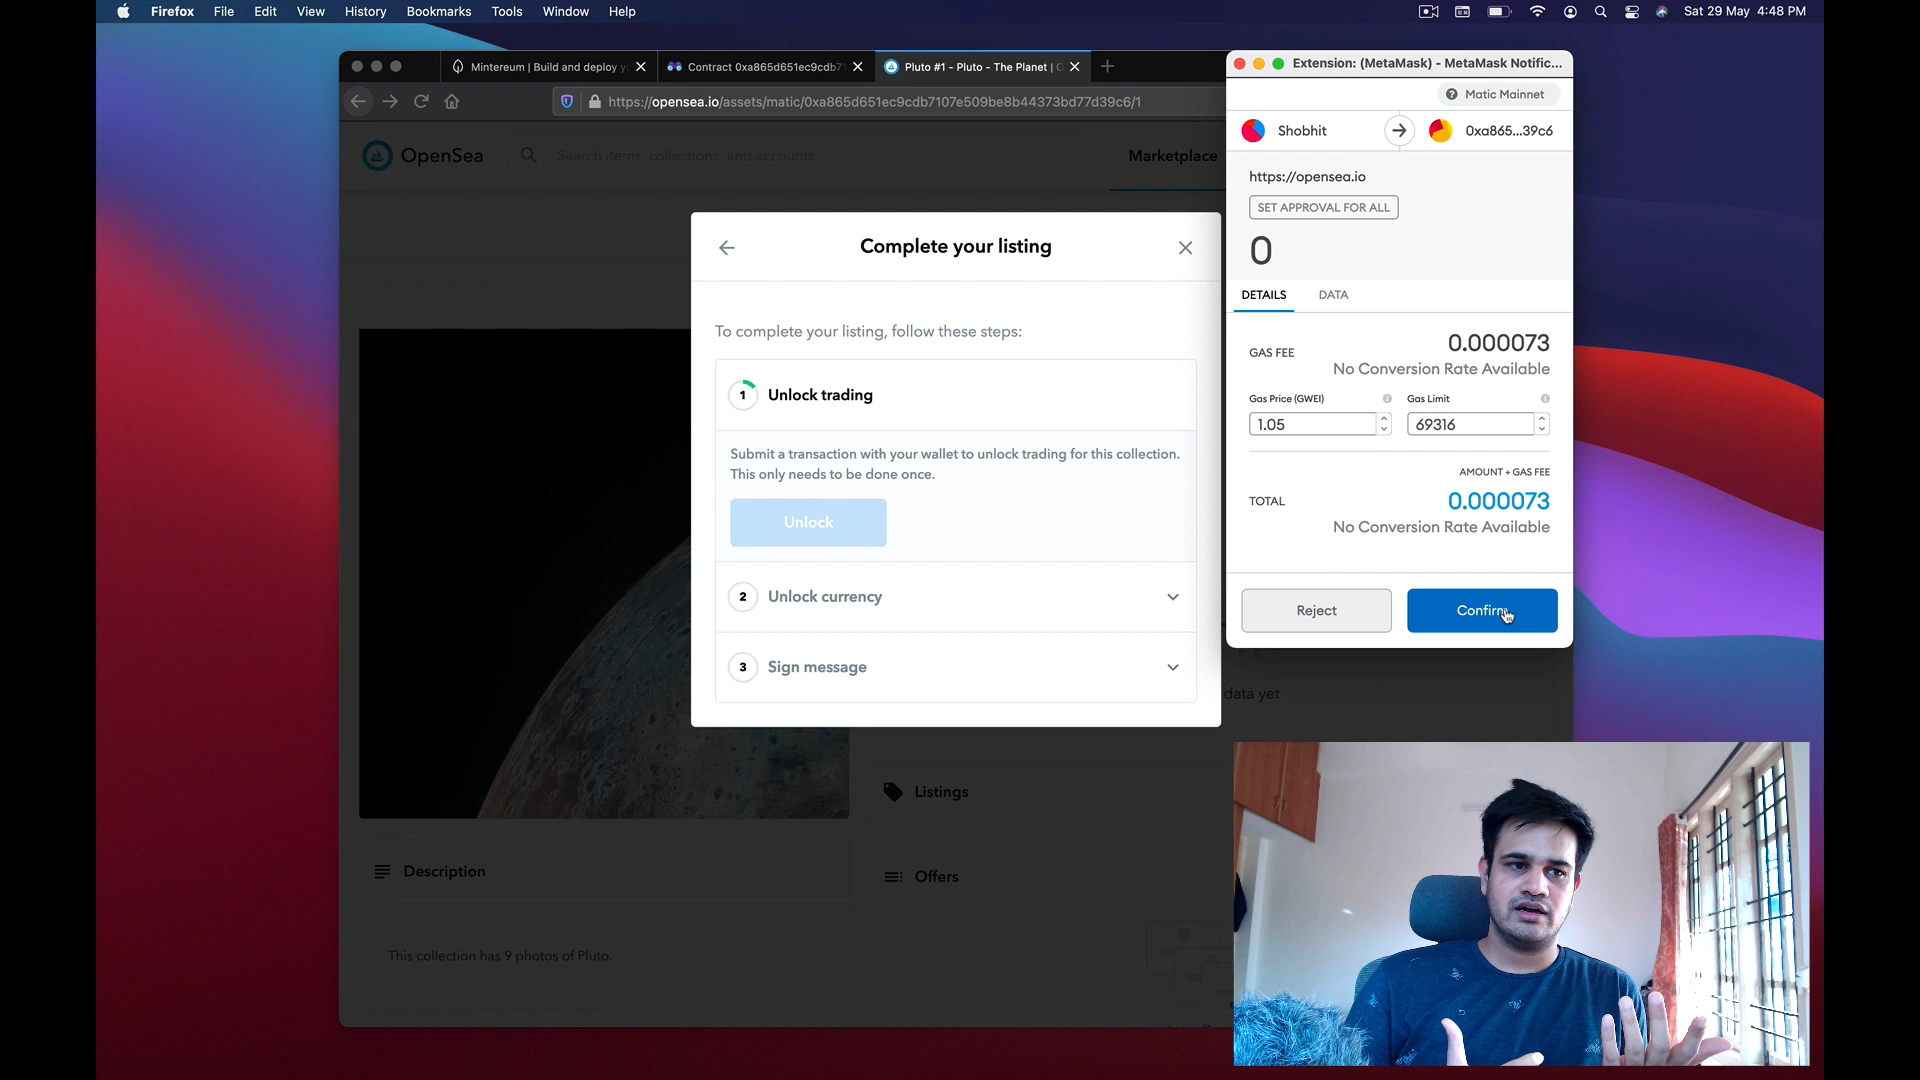 Firefox File Edit View History Bookmarks Tools Window Help
Sat 29 May 4:48 PM
Mintereum | Build and deploy y
Contract 0xa865d651ec9cdb7
Pluto #1 - Pluto - The Planet |
https://opensea.io/assets/matic/0xa865d651ec9cdb7107e509be8b44373bd77d39c6/1
OpenSea
Search items, collections, and accounts
Marketplace
Complete your listing
To complete your listing, follow these steps:
1 Unlock trading
Submit a transaction with your wallet to unlock trading for this collection.
This only needs to be done once.
Unlock
2 Unlock currency
3 Sign message
data yet
Listings
Description
Offers
This collection has 9 photos of Pluto.
Extension: (MetaMask) - MetaMask Notific...
Matic Mainnet
Shobhit
0xa865...39c6
https://opensea.io
SET APPROVAL FOR ALL
0
DETAILS DATA
GAS FEE
0.000073
No Conversion Rate Available
Gas Price (GWEI) Gas Limit
1.05 69316
AMOUNT + GAS FEE
TOTAL
0.000073
No Conversion Rate Available
Reject Confirm